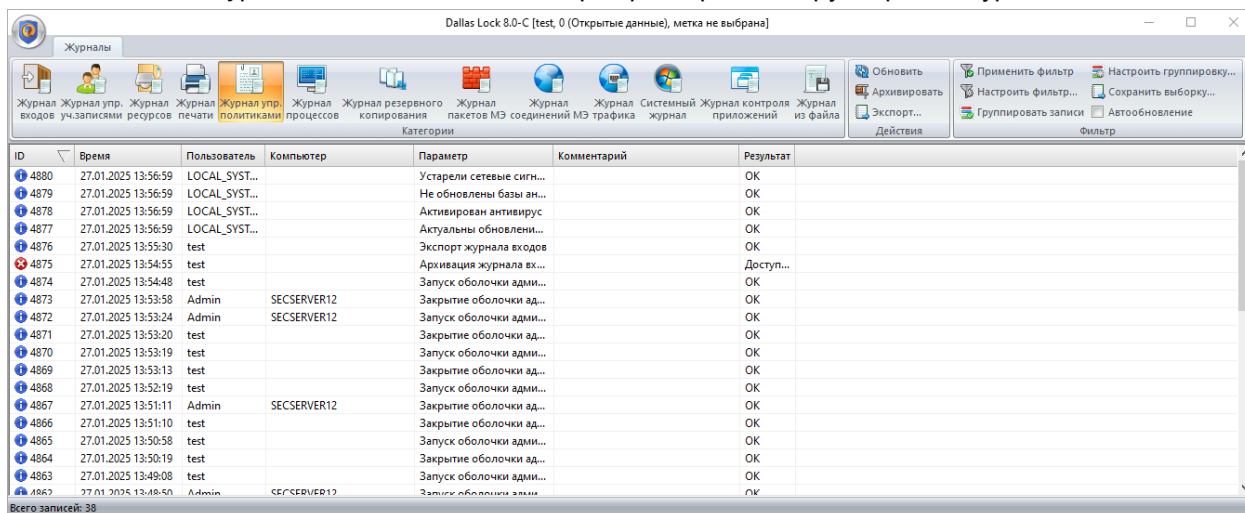 Dallas Lock 8.0-C [test, 0 (Открытые данные), метка не выбрана]
Журналы
Журнал входов
Журнал упр. уч.записями
Журнал ресурсов
Журнал печати
Журнал упр. политиками
Журнал процессов
Журнал резервного копирования
Журнал пакетов МЭ
Журнал соединений МЭ
Журнал трафика
Системный журнал
Журнал контроля приложений
Журнал из файла
Категории
Обновить
Архивировать
Экспорт...
Действия
Применить фильтр
Настроить фильтр...
Группировать записи
Настроить группировку...
Сохранить выборку...
Автообновление
Фильтр
ID Время Пользователь Компьютер Параметр Комментарий Результат
4880 27.01.2025 13:56:59 LOCAL_SYST... Устарели сетевые сигн... OK
4879 27.01.2025 13:56:59 LOCAL_SYST... Не обновлены базы ан... OK
4878 27.01.2025 13:56:59 LOCAL_SYST... Активирован антивирус OK
4877 27.01.2025 13:56:59 LOCAL_SYST... Актуальны обновлени... OK
4876 27.01.2025 13:55:30 test Экспорт журнала входов OK
4875 27.01.2025 13:54:55 test Архивация журнала вх... Доступ...
4874 27.01.2025 13:54:48 test Запуск оболочки адми... OK
4873 27.01.2025 13:53:58 Admin SECSERVER12 Закрытие оболочки ад... OK
4872 27.01.2025 13:53:24 Admin SECSERVER12 Запуск оболочки адми... OK
4871 27.01.2025 13:53:20 test Закрытие оболочки ад... OK
4870 27.01.2025 13:53:19 test Запуск оболочки адми... OK
4869 27.01.2025 13:53:13 test Закрытие оболочки ад... OK
4868 27.01.2025 13:52:19 test Запуск оболочки адми... OK
4867 27.01.2025 13:51:11 Admin SECSERVER12 Закрытие оболочки ад... OK
4866 27.01.2025 13:51:10 test Закрытие оболочки ад... OK
4865 27.01.2025 13:50:58 test Запуск оболочки адми... OK
4864 27.01.2025 13:50:19 test Закрытие оболочки ад... OK
4863 27.01.2025 13:49:08 test Запуск оболочки адми... OK
4862 27.01.2025 13:48:50 Admin SECSERVER12 Запуск оболочки адми... OK
Всего записей: 38